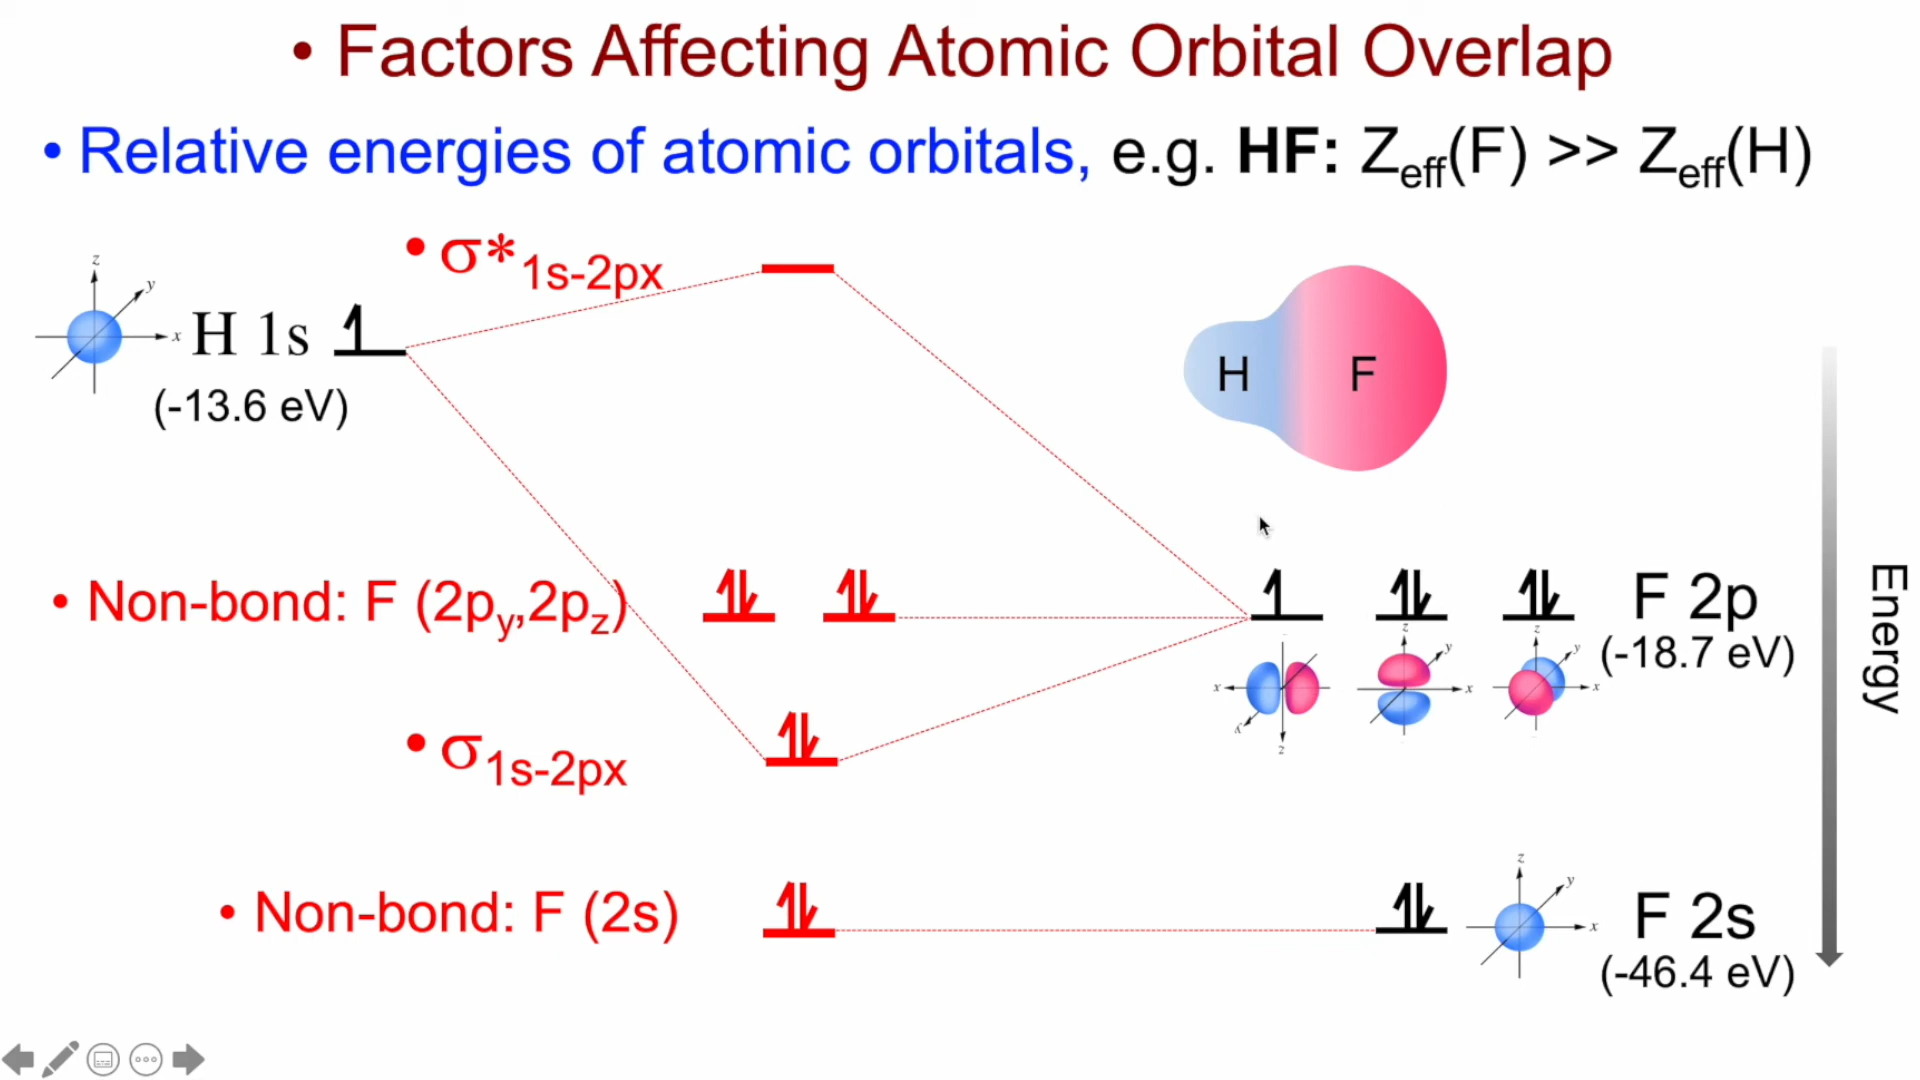 • Factors Affecting Atomic Orbital Overlap
• Relative energies of atomic orbitals, e.g. HF: Zeff(F) >> Zeff(H)
• σ*1s-2px
z
y
x
H 1s
(-13.6 eV)
H F
• Non-bond: F (2py,2pz)
F 2p
(-18.7 eV)
x
y
z
z
y
x
z
y
x
Energy
• σ1s-2px
• Non-bond: F (2s)
z
y
x
F 2s
(-46.4 eV)